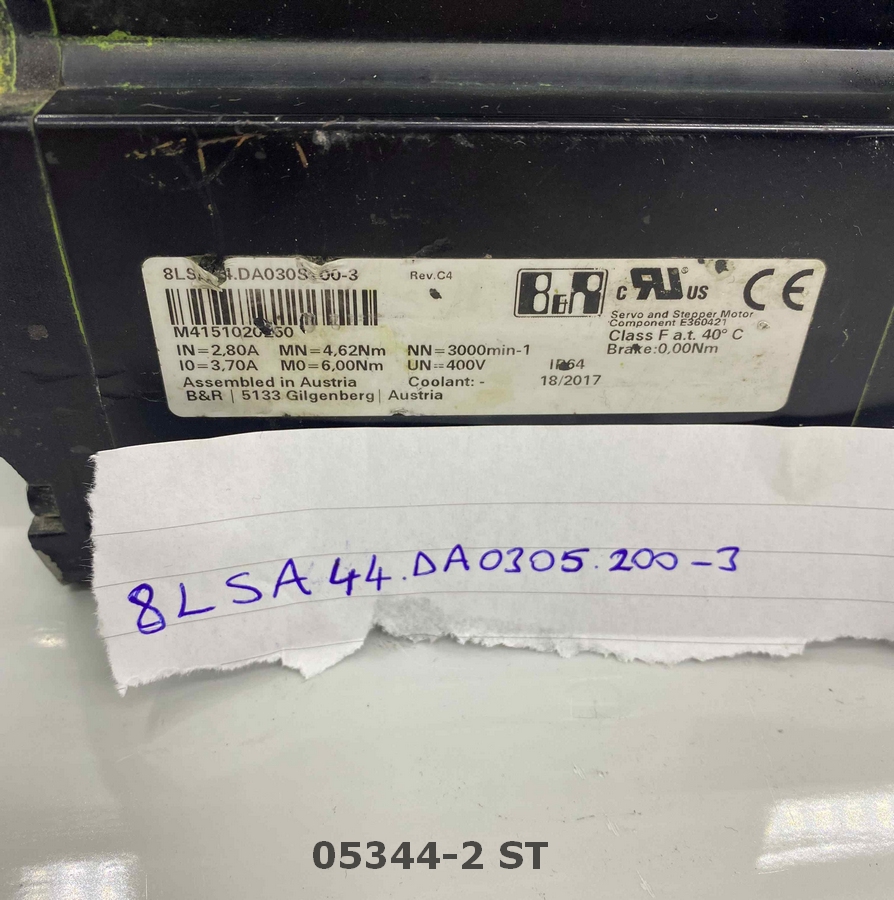 Rev.C4
B&R
C RU US
CE
Servo and Stepper Motor
Component E360421
Class F a.t. 40° C
Brake:0,00Nm
IN=2,80A MN=4,62Nm NN=3000min-1
I0=3,70A M0=6,00Nm UN=400V IP64
Assembled in Austria Coolant: - 18/2017
B&R | 5133 Gilgenberg | Austria
8LSA44.DA0305.200-3
05344-2 ST